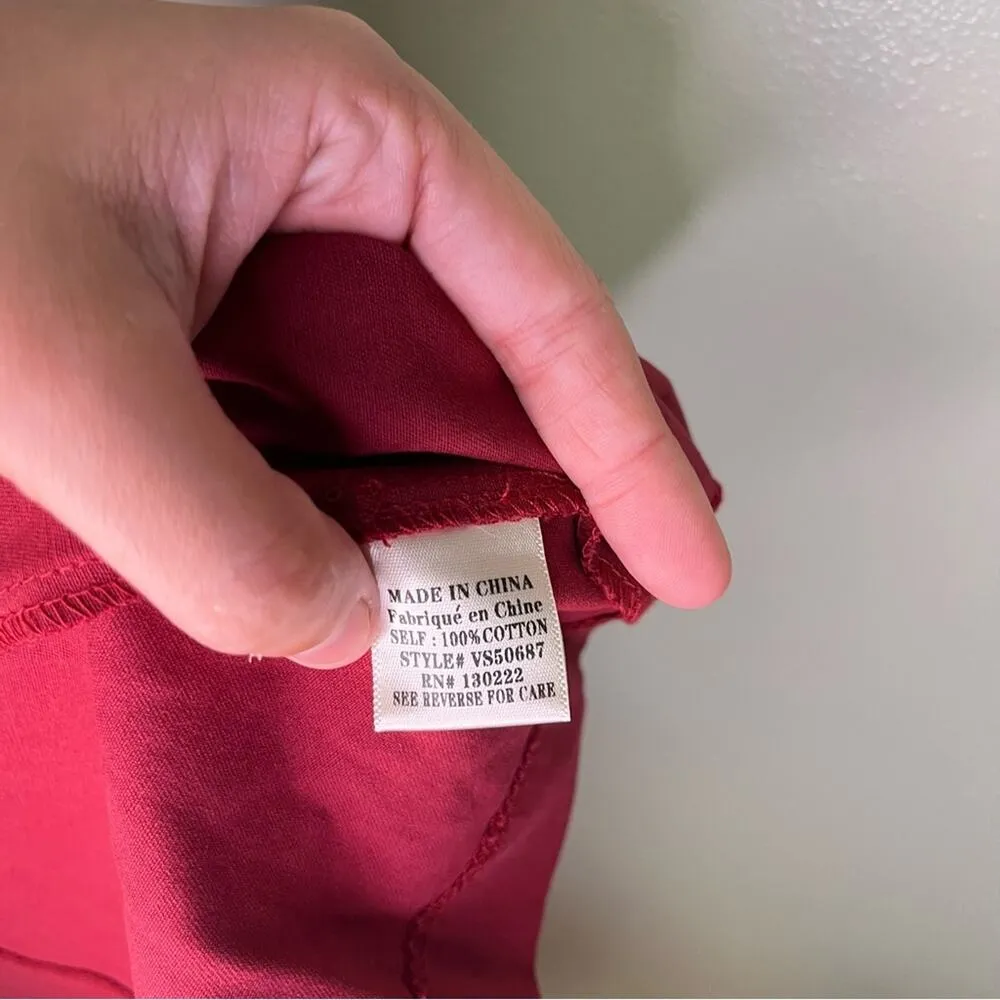 MADE IN CHINA
Fabriqué en Chine
SELF : 100% COTTON
STYLE# VS50687
RN# 130222
SEE REVERSE FOR CARE